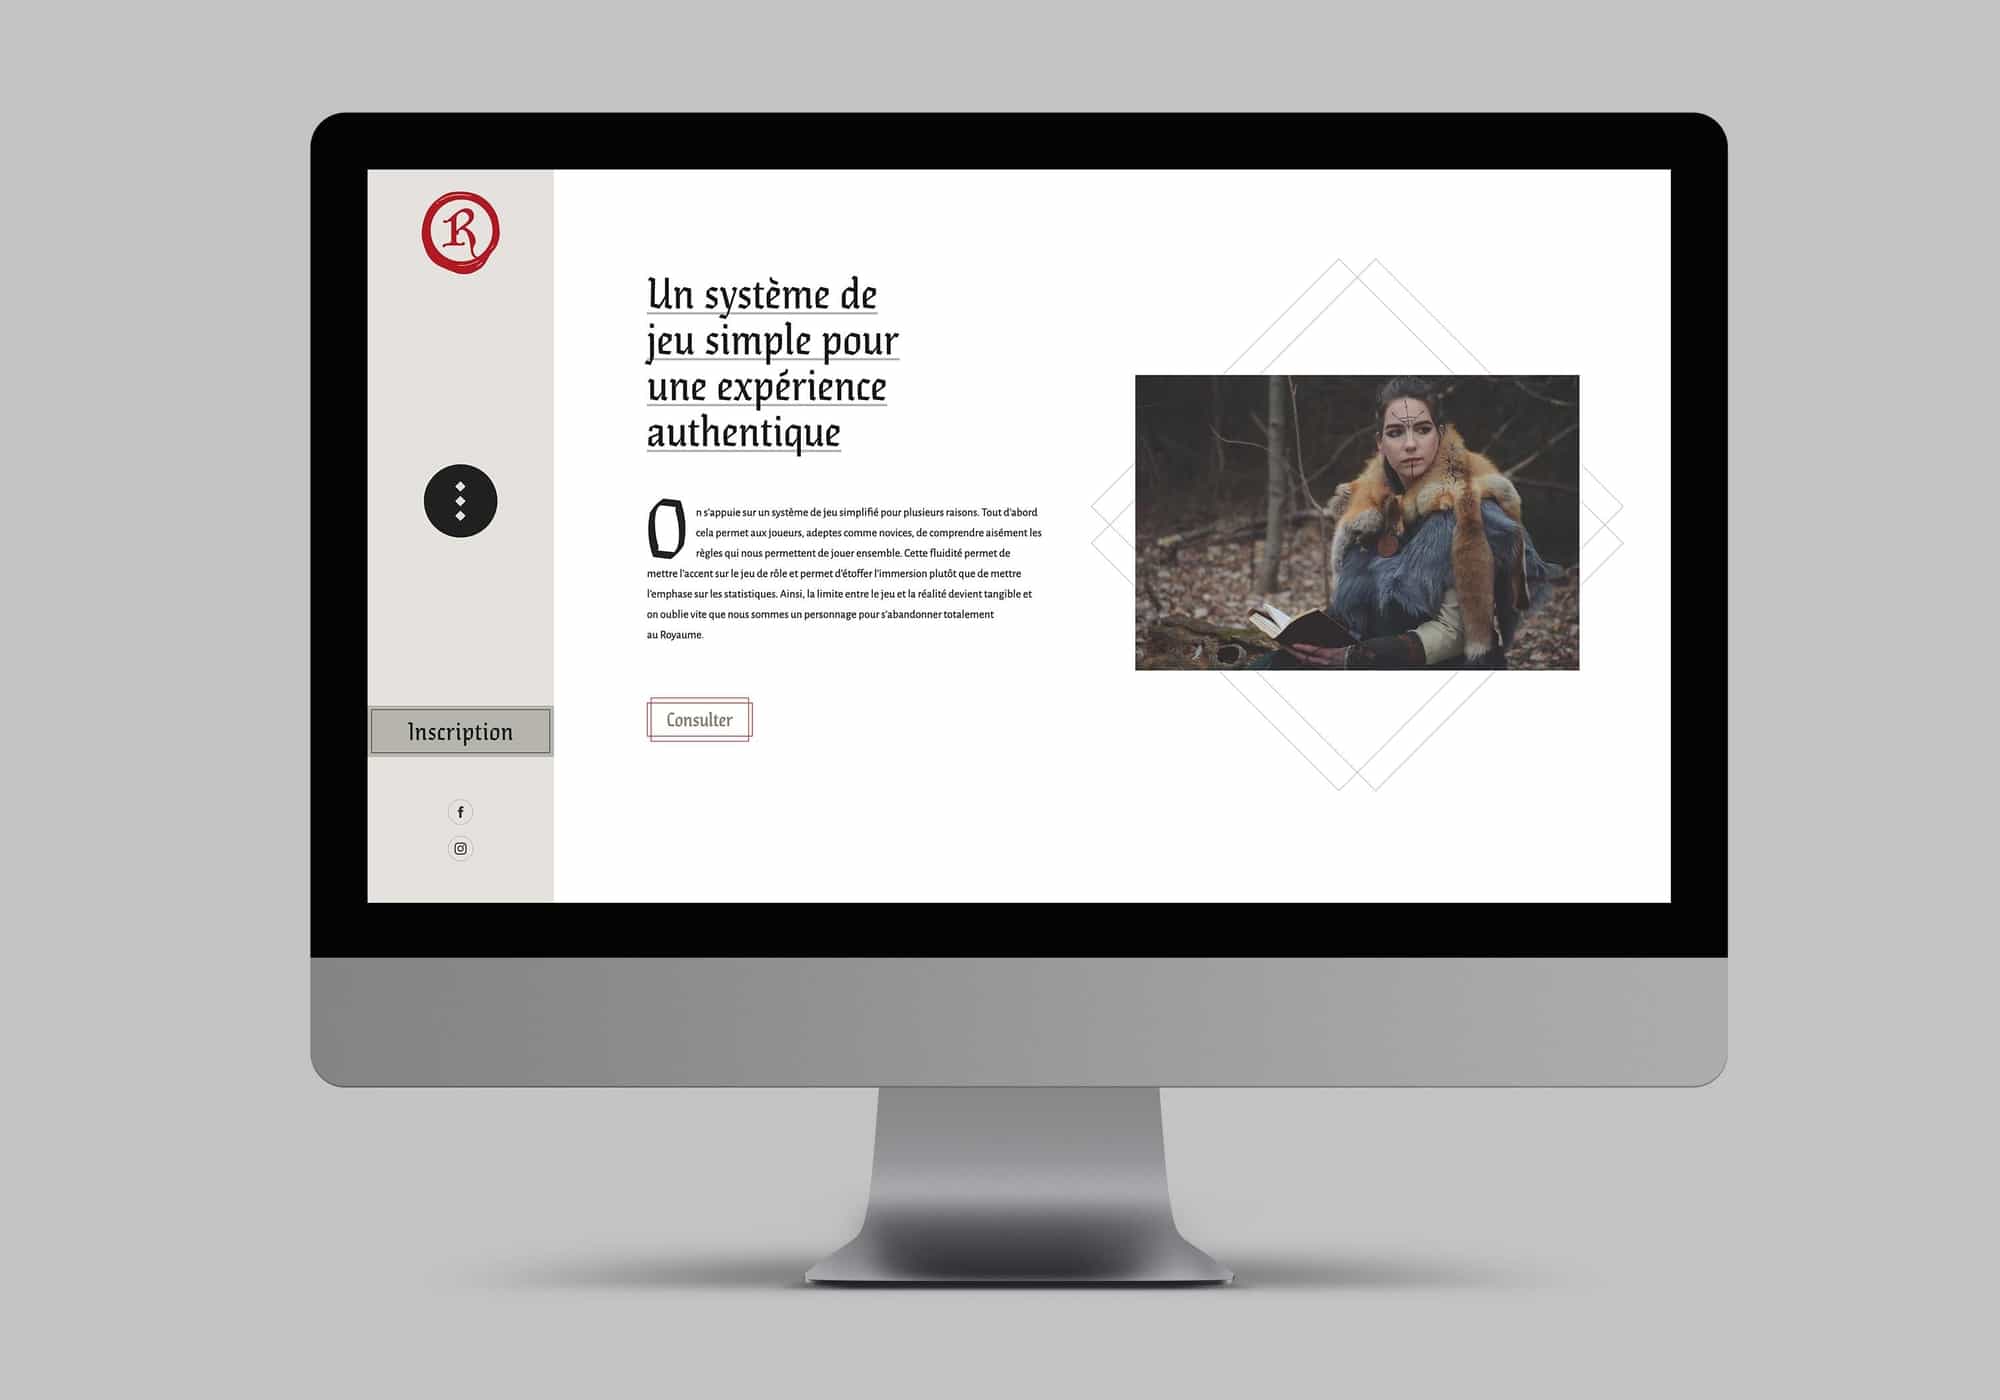 R
Un système de
jeu simple pour
une expérience
authentique
On s'appuie sur un système de jeu simplifié pour plusieurs raisons. Tout d'abord
cela permet aux joueurs, adeptes comme novices, de comprendre aisément les
règles qui nous permettent de jouer ensemble. Cette fluidité permet de
mettre l'accent sur le jeu de rôle et permet d'étoffer l'immersion plutôt que de mettre
l'emphase sur les statistiques. Ainsi, la limite entre le jeu et la réalité devient tangible et
on oublie vite que nous sommes un personnage pour s'abandonner totalement
au Royaume.
Consulter
Inscription
f